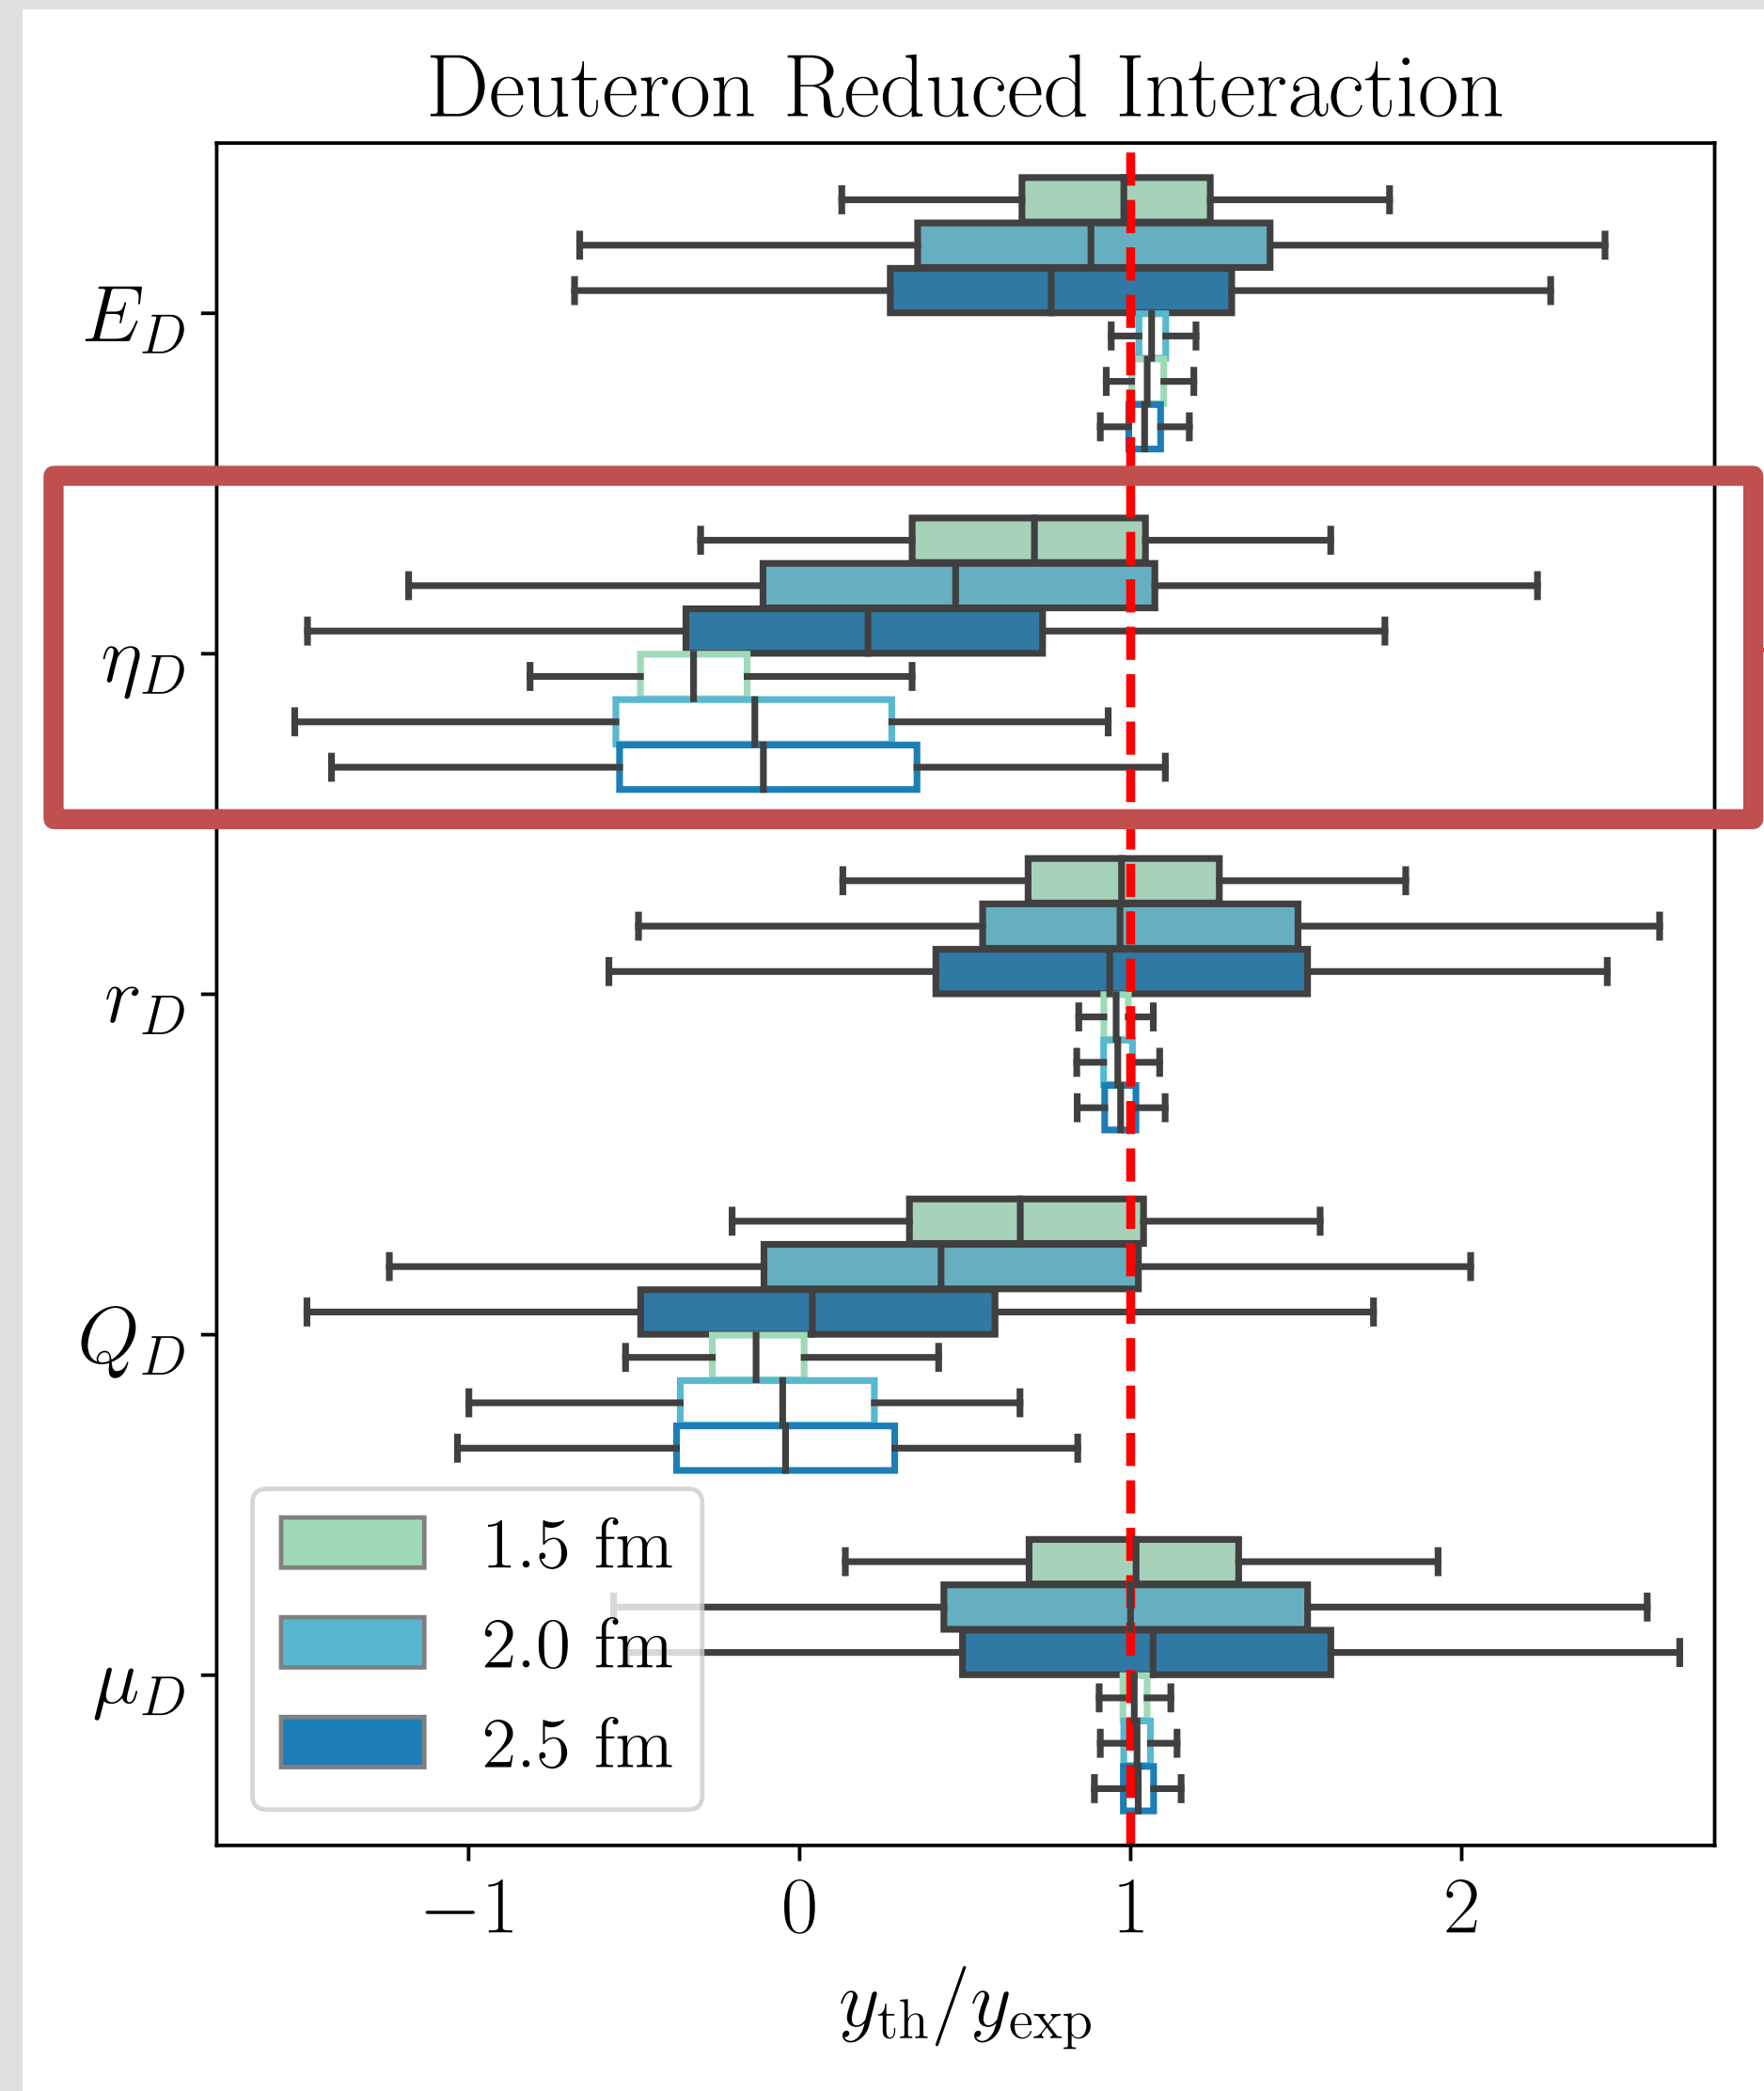 Deuteron Reduced Interaction
E_D
η_D
r_D
Q_D
μ_D
1.5 fm
2.0 fm
2.5 fm
−1 0 1 2
y_th/y_exp